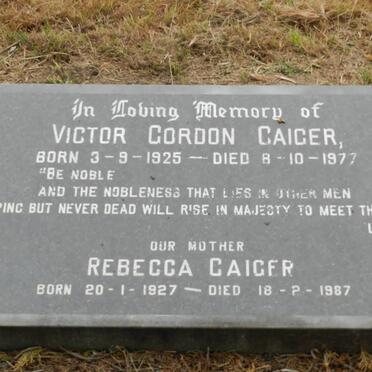 In Loving Memory of
VICTOR GORDON CAIGER,
BORN 3-9-1925 — DIED 8-10-1977
"BE NOBLE
AND THE NOBLENESS THAT LIES IN OTHER MEN
PING BUT NEVER DEAD WILL RISE IN MAJESTY TO MEET TH
OUR MOTHER
REBECCA CAIGER
BORN 20-1-1927 — DIED 18-2-1987